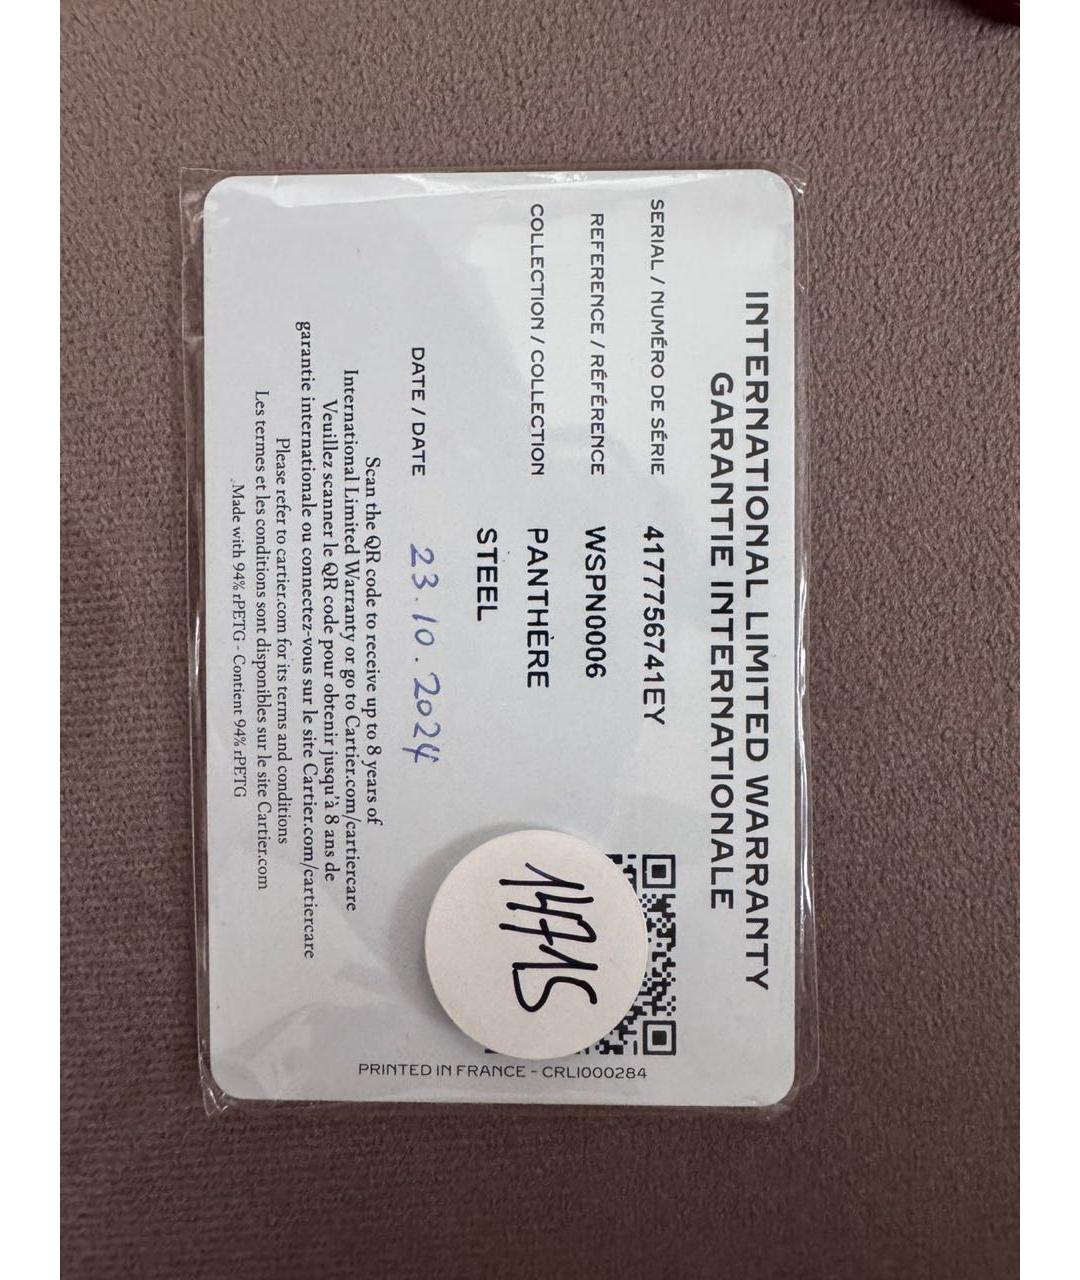 INTERNATIONAL LIMITED WARRANTY
GARANTIE INTERNATIONALE
SERIAL / NUMÉRO DE SÉRIE 4177756741EY
REFERENCE / RÉFÉRENCE WSPN0006
COLLECTION / COLLECTION PANTHÈRE
STEEL
DATE / DATE 23.10.2024
Scan the QR code to receive up to 8 years of
International Limited Warranty or go to Cartier.com/cartiercare
Veuillez scanner le QR code pour obtenir jusqu'à 8 ans de
garantie internationale ou connectez-vous sur le site Cartier.com/cartiercare
Please refer to cartier.com for its terms and conditions
Les termes et les conditions sont disponibles sur le site Cartier.com
Made with 94% rPETG - Contient 94% rPETG
14715
PRINTED IN FRANCE - CRLI000284